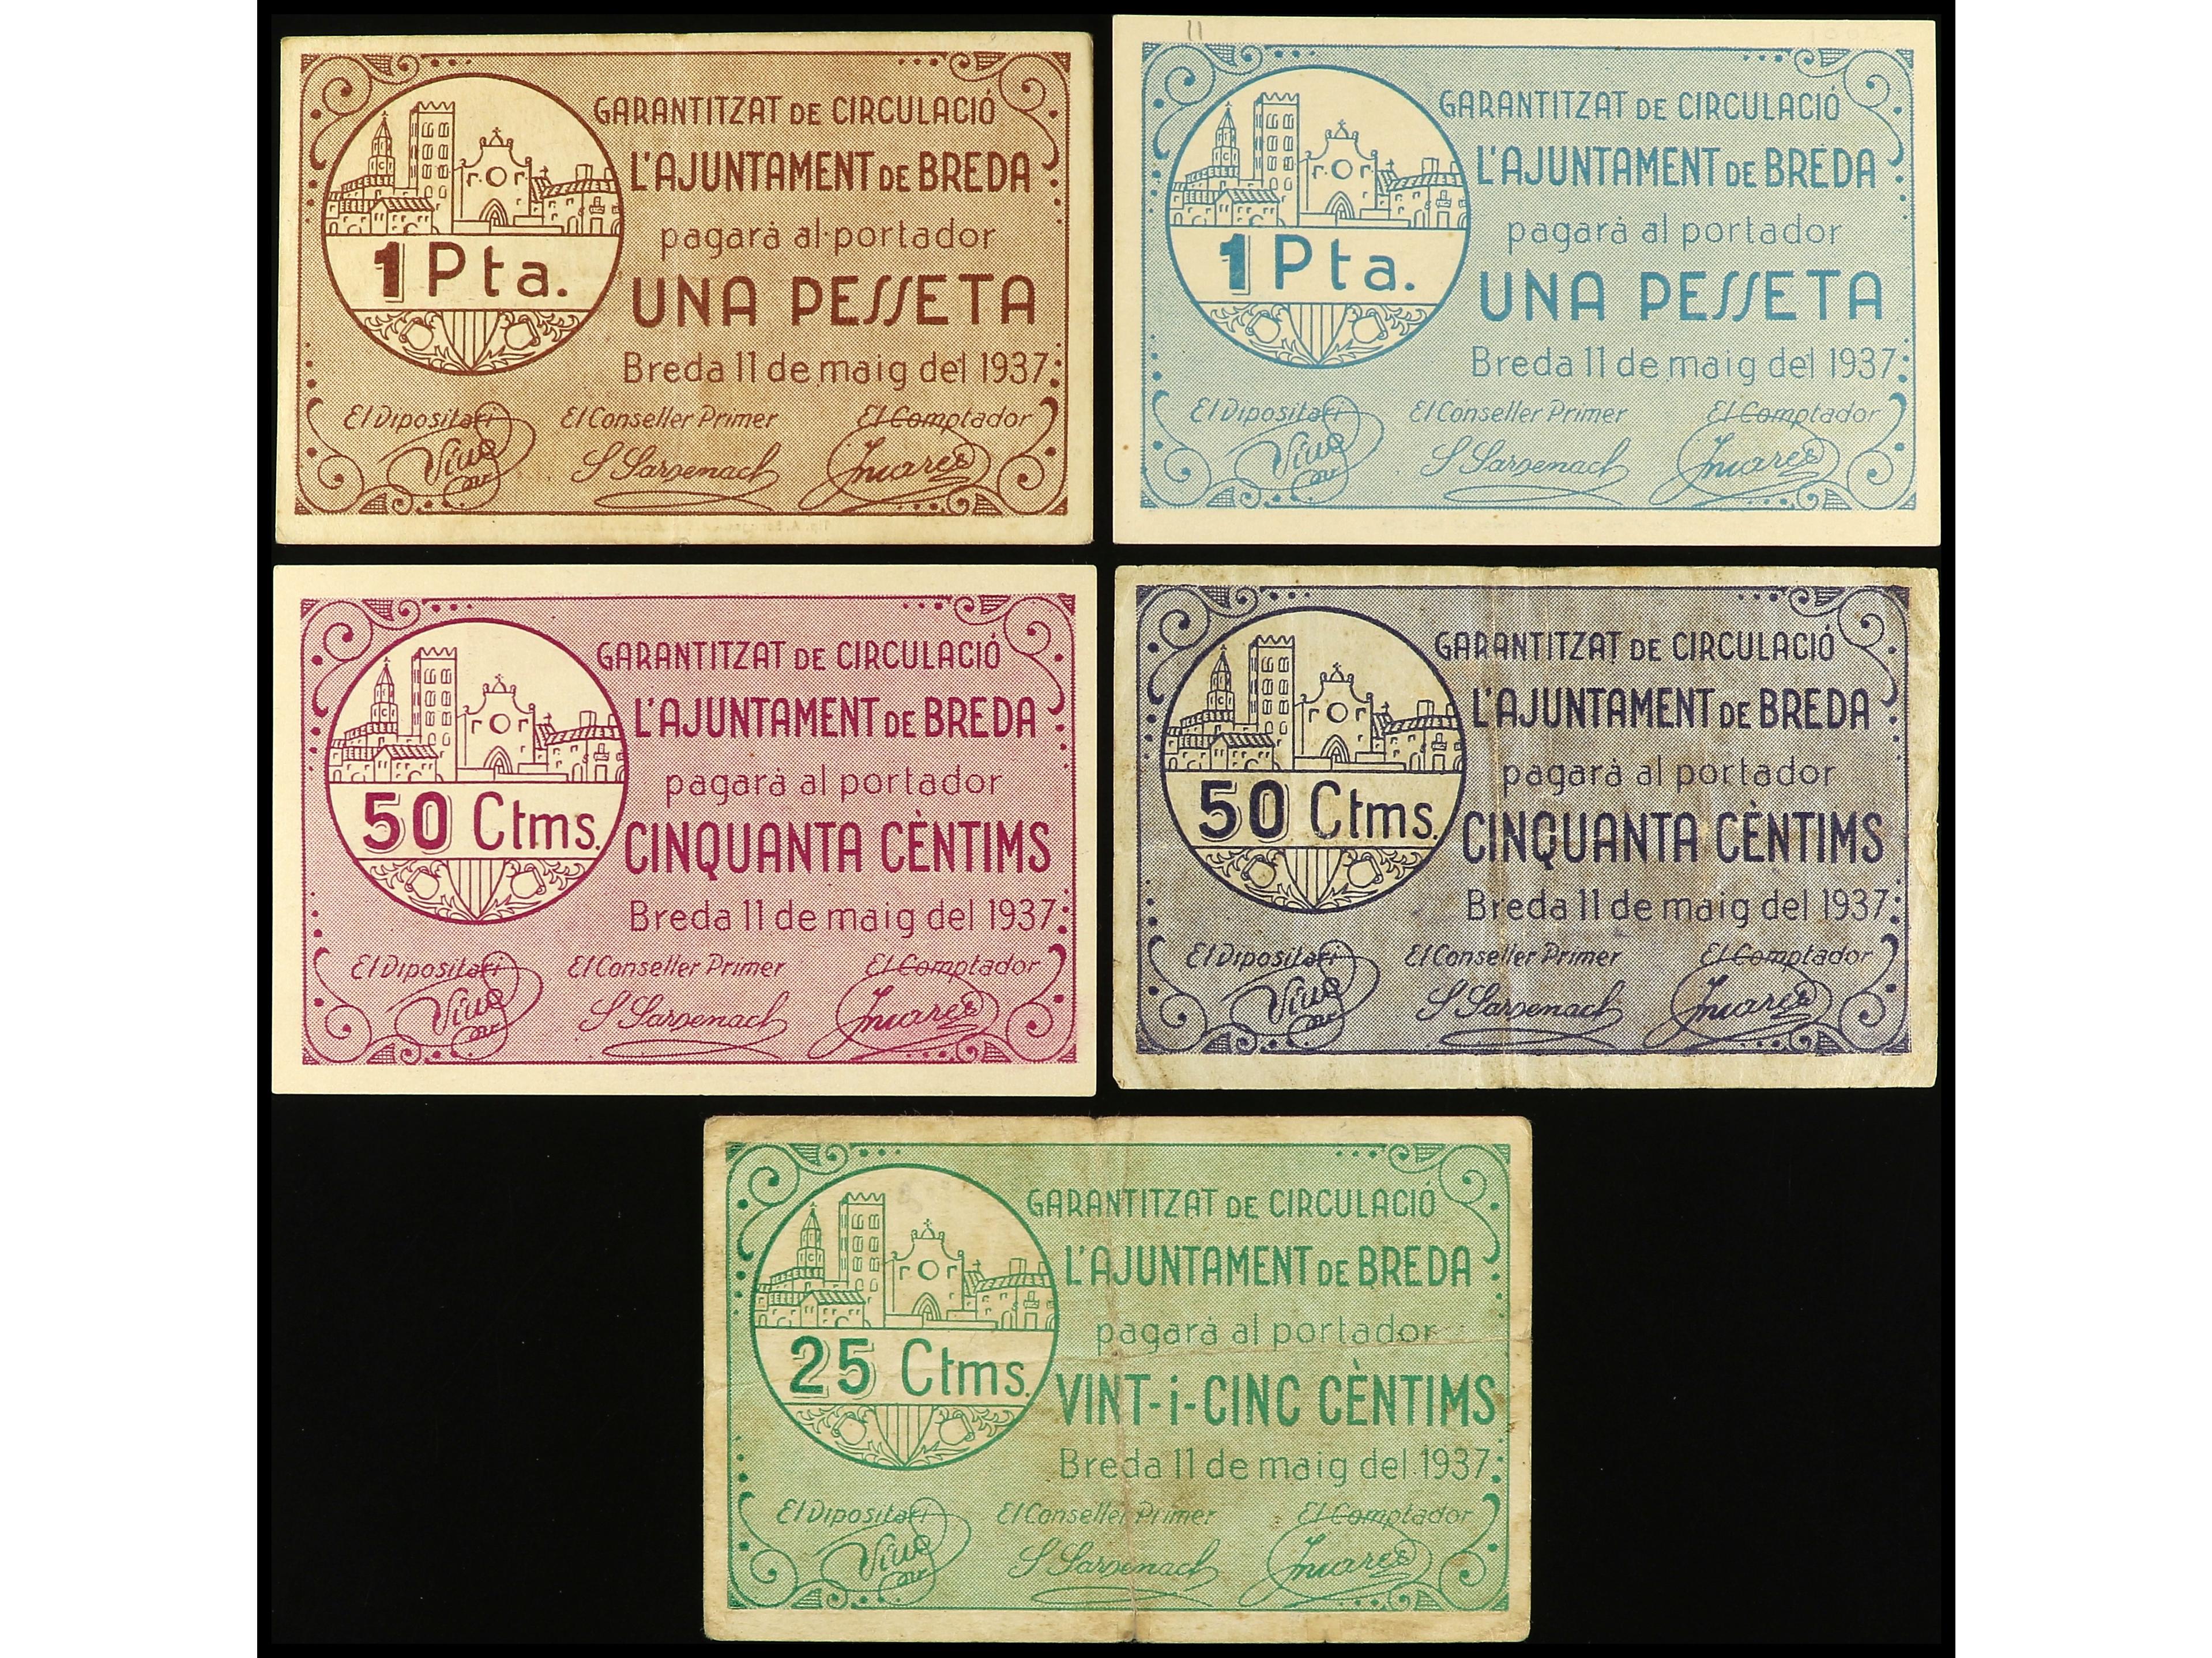 GARANTITZAT DE CIRCULACIÓ
L'AJUNTAMENT DE BREDA
pagarà al portador
1 Pta.
UNA PESSETA
Breda 11 de maig del 1937
El Dipositari El Conseller Primer El Comptador
11
GARANTITZAT DE CIRCULACIÓ
L'AJUNTAMENT DE BREDA
pagarà al portador
1 Pta.
UNA PESSETA
Breda 11 de maig del 1937
El Dipositari El Conseller Primer El Comptador
GARANTITZAT DE CIRCULACIÓ
L'AJUNTAMENT DE BREDA
pagarà al portador
50 Ctms.
CINQUANTA CÈNTIMS
Breda 11 de maig del 1937
El Dipositari El Conseller Primer El Comptador
GARANTITZAT DE CIRCULACIÓ
L'AJUNTAMENT DE BREDA
pagarà al portador
50 Ctms.
CINQUANTA CÈNTIMS
Breda 11 de maig del 1937
El Dipositari El Conseller Primer El Comptador
GARANTITZAT DE CIRCULACIÓ
L'AJUNTAMENT DE BREDA
pagarà al portador
25 Ctms.
VINT-i-CINC CÈNTIMS
Breda 11 de maig del 1937
El Dipositari El Conseller Primer El Comptador